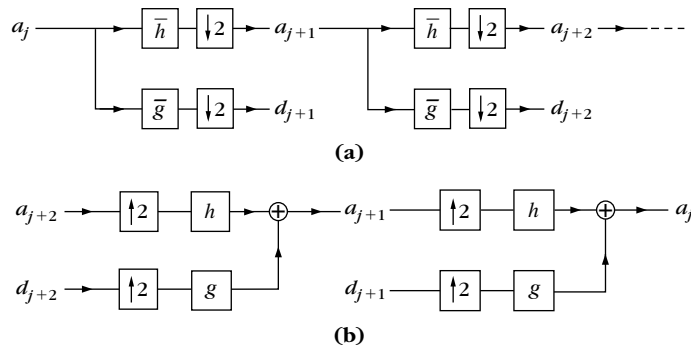 a_j h̄ ↓2 a_{j+1} h̄ ↓2 a_{j+2}
ḡ ↓2 d_{j+1} ḡ ↓2 d_{j+2}
(a)
a_{j+2} ↑2 h + a_{j+1} ↑2 h + a_j
d_{j+2} ↑2 g d_{j+1} ↑2 g
(b)